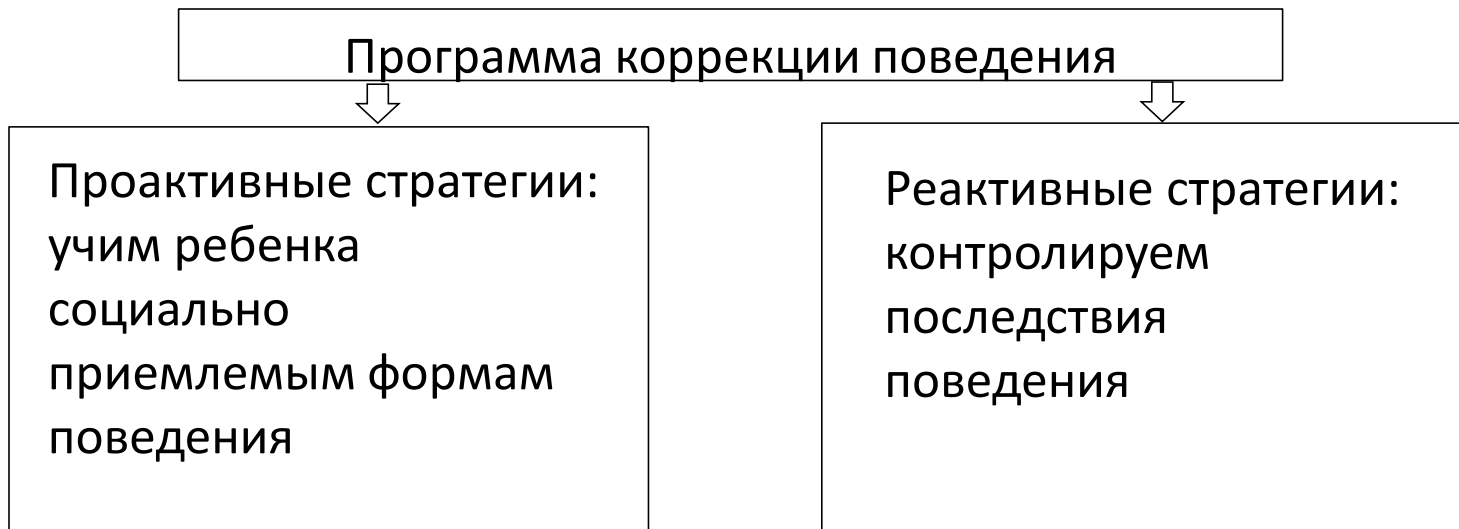 Программа коррекции поведения
Проактивные стратегии:
учим ребенка
социально
приемлемым формам
поведения
Реактивные стратегии:
контролируем
последствия
поведения